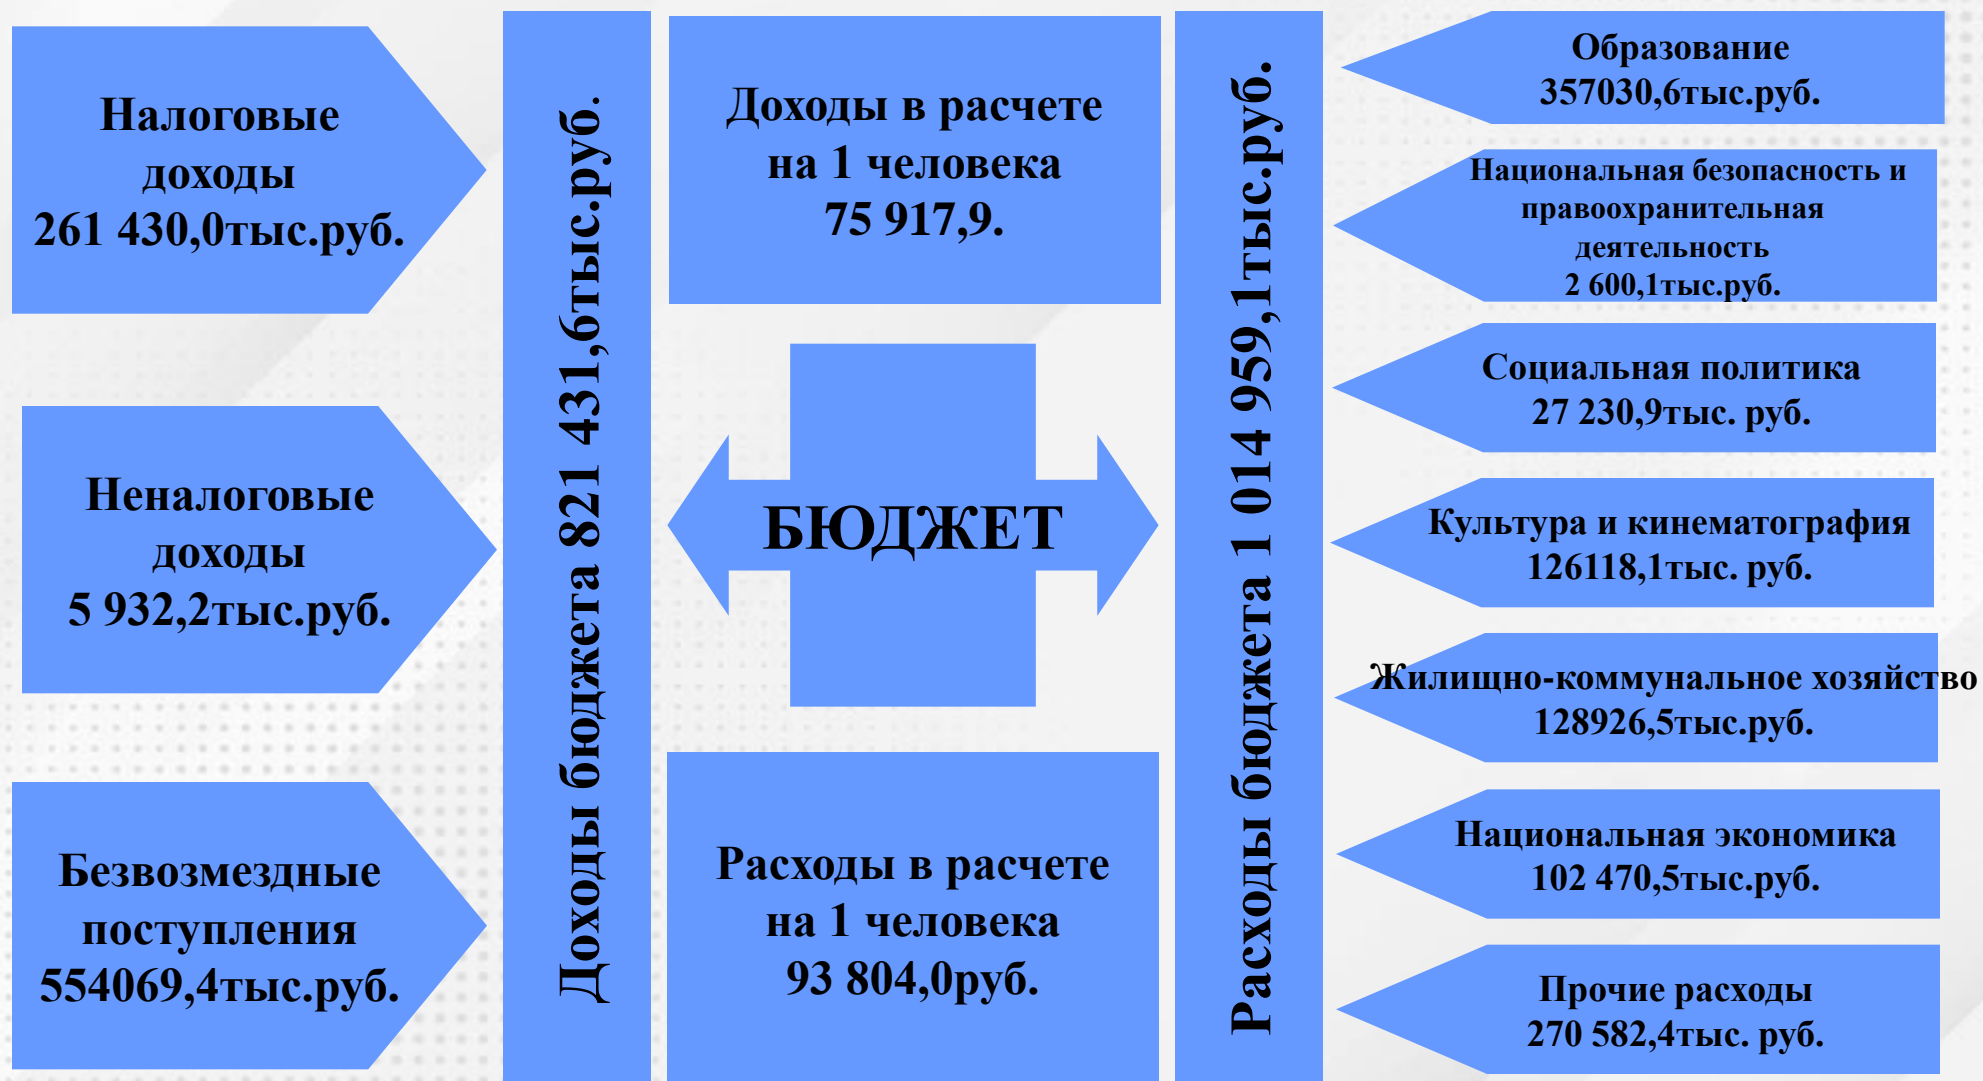 Налоговые
доходы
261 430,0тыс.руб.
Неналоговые
доходы
5 932,2тыс.руб.
Безвозмездные
поступления
554069,4тыс.руб.
Доходы бюджета 821 431,6тыс.руб.
Доходы в расчете
на 1 человека
75 917,9.
БЮДЖЕТ
Расходы в расчете
на 1 человека
93 804,0руб.
Расходы бюджета 1 014 959,1тыс.руб.
Образование
357030,6тыс.руб.
Национальная безопасность и
правоохранительная
деятельность
2 600,1тыс.руб.
Социальная политика
27 230,9тыс. руб.
Культура и кинематография
126118,1тыс. руб.
Жилищно-коммунальное хозяйство
128926,5тыс.руб.
Национальная экономика
102 470,5тыс.руб.
Прочие расходы
270 582,4тыс. руб.